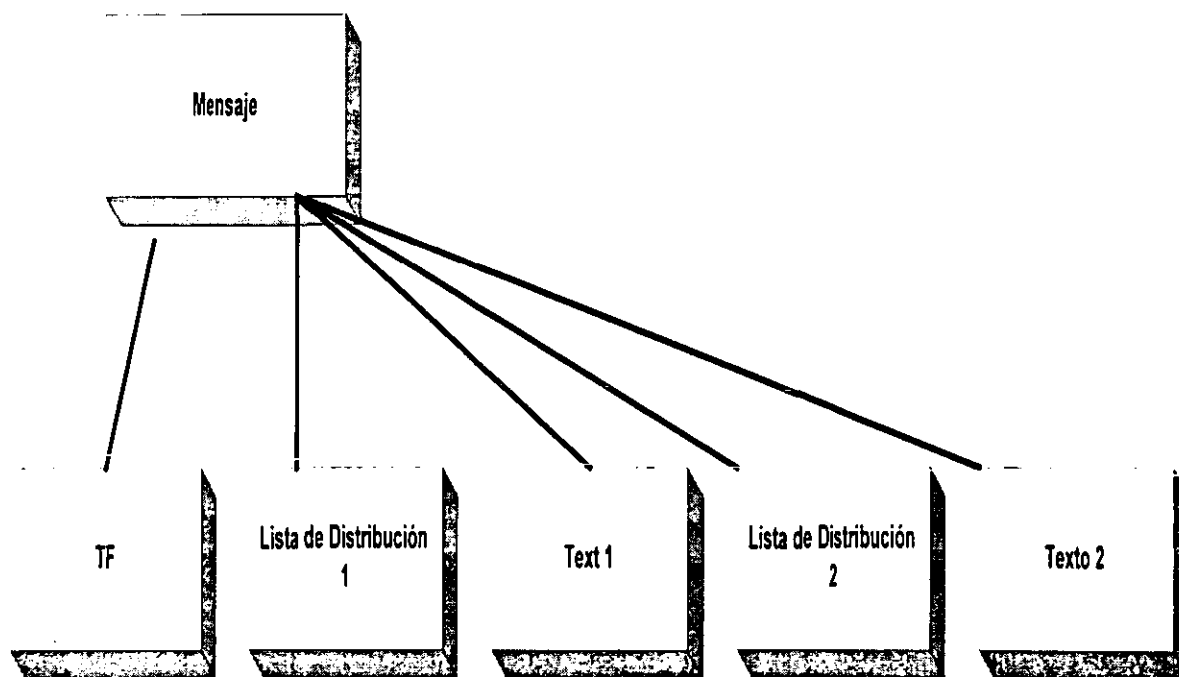 Mensaje
TF
Lista de Distribución
1
Text 1
Lista de Distribución
2
Texto 2